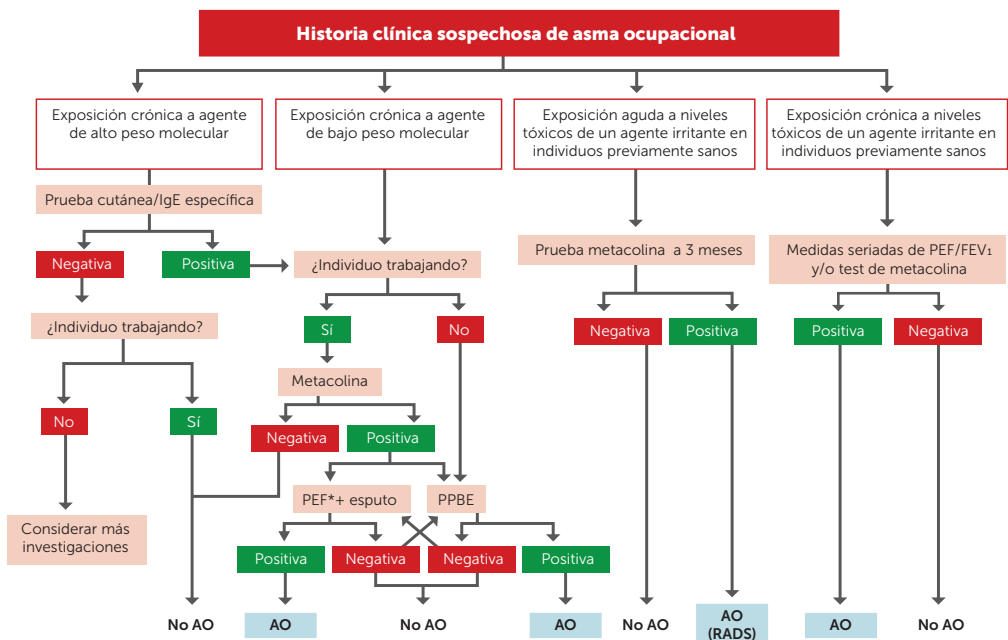 Historia clínica sospechosa de asma ocupacional
Exposición crónica a agente
de alto peso molecular
Exposición crónica a agente
de bajo peso molecular
Exposición aguda a niveles
tóxicos de un agente irritante en
individuos previamente sanos
Exposición crónica a niveles
tóxicos de un agente irritante en
individuos previamente sanos
Prueba cutánea/IgE específica
Negativa
Positiva
¿Individuo trabajando?
Prueba metacolina a 3 meses
Medidas seriadas de PEF/FEV₁
y/o test de metacolina
¿Individuo trabajando?
Sí
No
Negativa
Positiva
Positiva
Negativa
Metacolina
No
Sí
Negativa
Positiva
PEF*+ esputo
PPBE
Considerar más
investigaciones
Positiva
Negativa
Negativa
Positiva
No AO
AO
No AO
AO
No AO
AO
(RADS)
AO
No AO